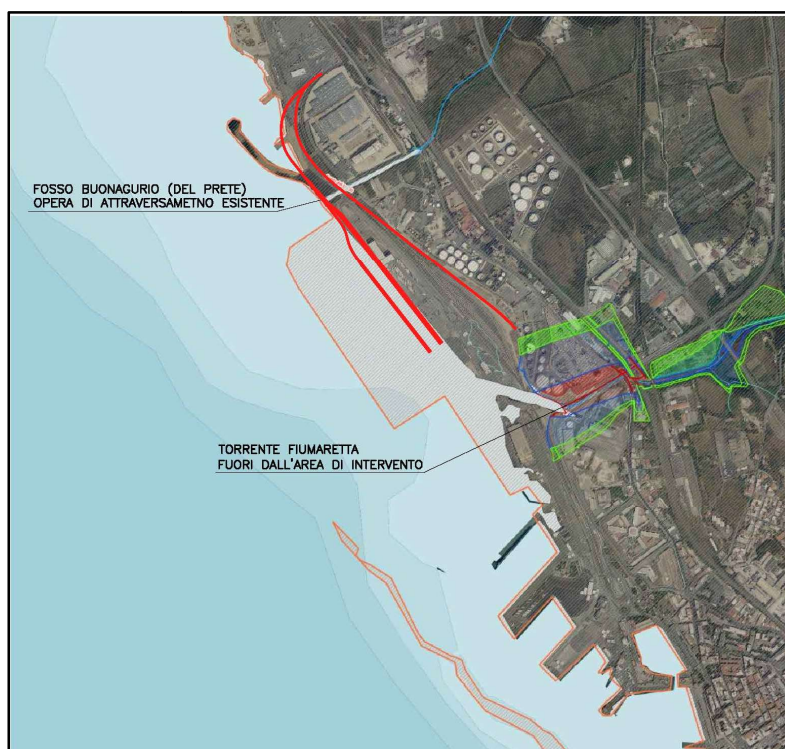 FOSSO BUONAGURIO (DEL PRETE)
OPERA DI ATTRAVERSAMETNO ESISTENTE
TORRENTE FIUMARETTA
FUORI DALL'AREA DI INTERVENTO